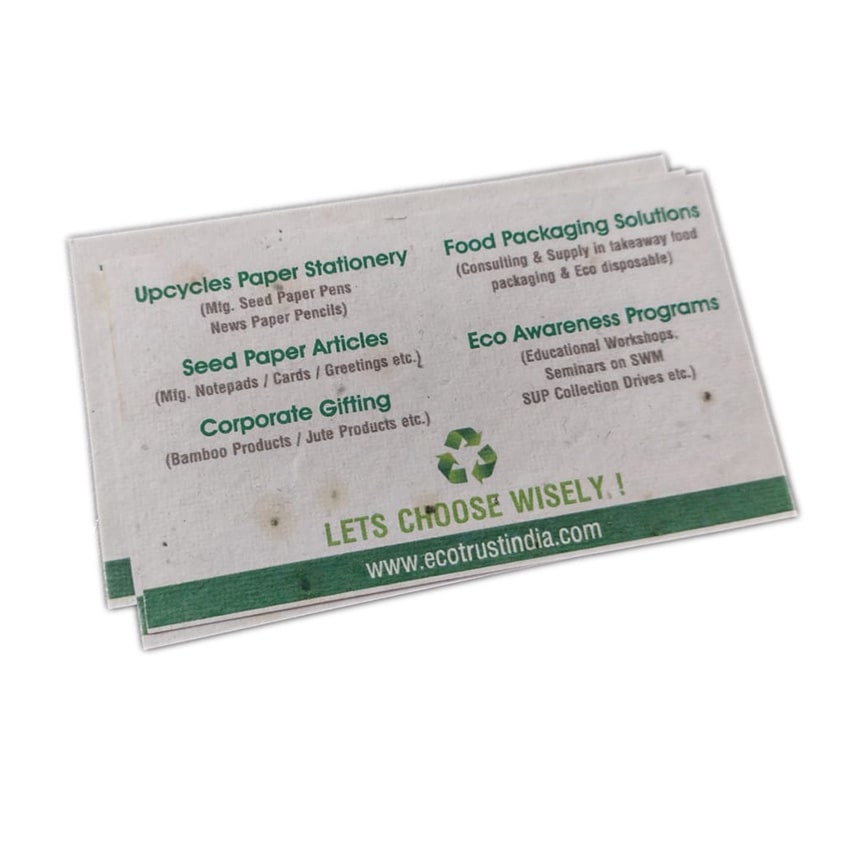 Upcycles Paper Stationery
(Mfg. Seed Paper Pens
News Paper Pencils)
Seed Paper Articles
(Mfg. Notepads / Cards / Greetings etc.)
Corporate Gifting
(Bamboo Products / Jute Products etc.)
Food Packaging Solutions
(Consulting & Supply in takeaway food
packaging & Eco disposable)
Eco Awareness Programs
(Educational Workshops,
Seminars on SWM
SUP Collection Drives etc.)
LETS CHOOSE WISELY.!
www.ecotrustindia.com